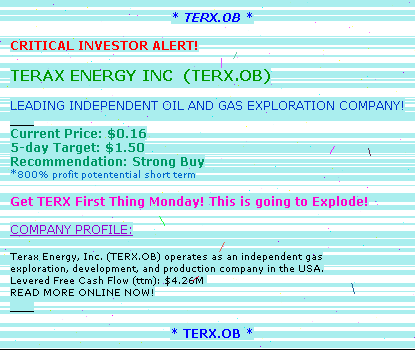 * TERX.OB *
CRITICAL INVESTOR ALERT!
TERAX ENERGY INC (TERX.OB)
LEADING INDEPENDENT OIL AND GAS EXPLORATION COMPANY!
Current Price: $0.16
5-day Target: $1.50
Recommendation: Strong Buy
*800% profit potentential short term
Get TERX First Thing Monday! This is going to Explode!
COMPANY PROFILE:
Terax Energy, Inc. (TERX.OB) operates as an independent gas
exploration, development, and production company in the USA.
Levered Free Cash Flow (ttm): $4.26M
READ MORE ONLINE NOW!
* TERX.OB *